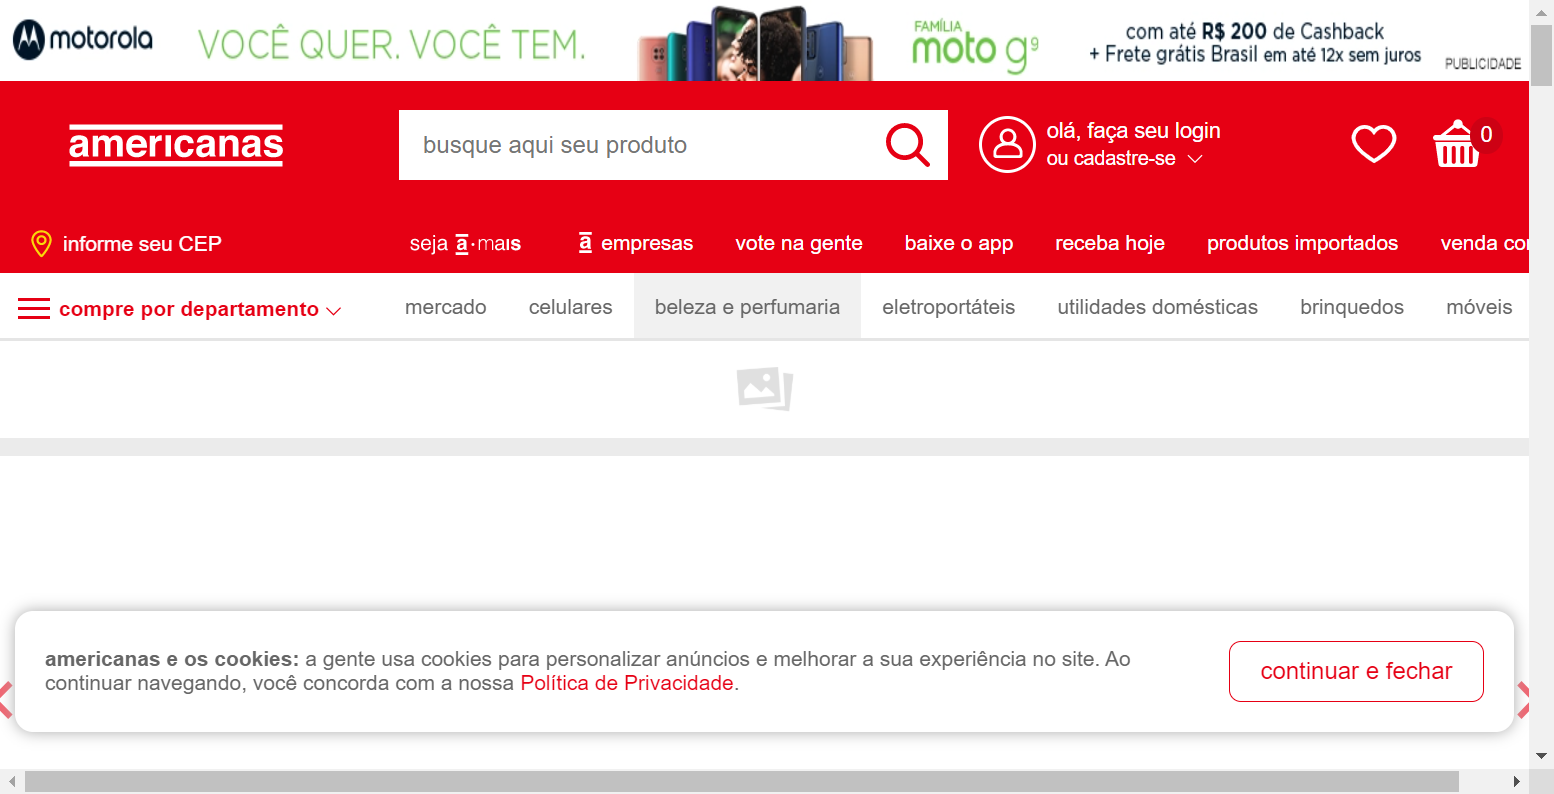 motorola
VOCÊ QUER. VOCÊ TEM.
FAMÍLIA
moto g9
com até R$ 200 de Cashback
+ Frete grátis Brasil em até 12x sem juros
PUBLICIDADE
americanas
busque aqui seu produto
olá, faça seu login
ou cadastre-se
0
informe seu CEP
seja a·mais
a empresas
vote na gente
baixe o app
receba hoje
produtos importados
venda
compre por departamento
mercado
celulares
beleza e perfumaria
eletroportáteis
utilidades domésticas
brinquedos
móveis
americanas e os cookies: a gente usa cookies para personalizar anúncios e melhorar a sua experiência no site. Ao
continuar navegando, você concorda com a nossa Política de Privacidade.
continuar e fechar